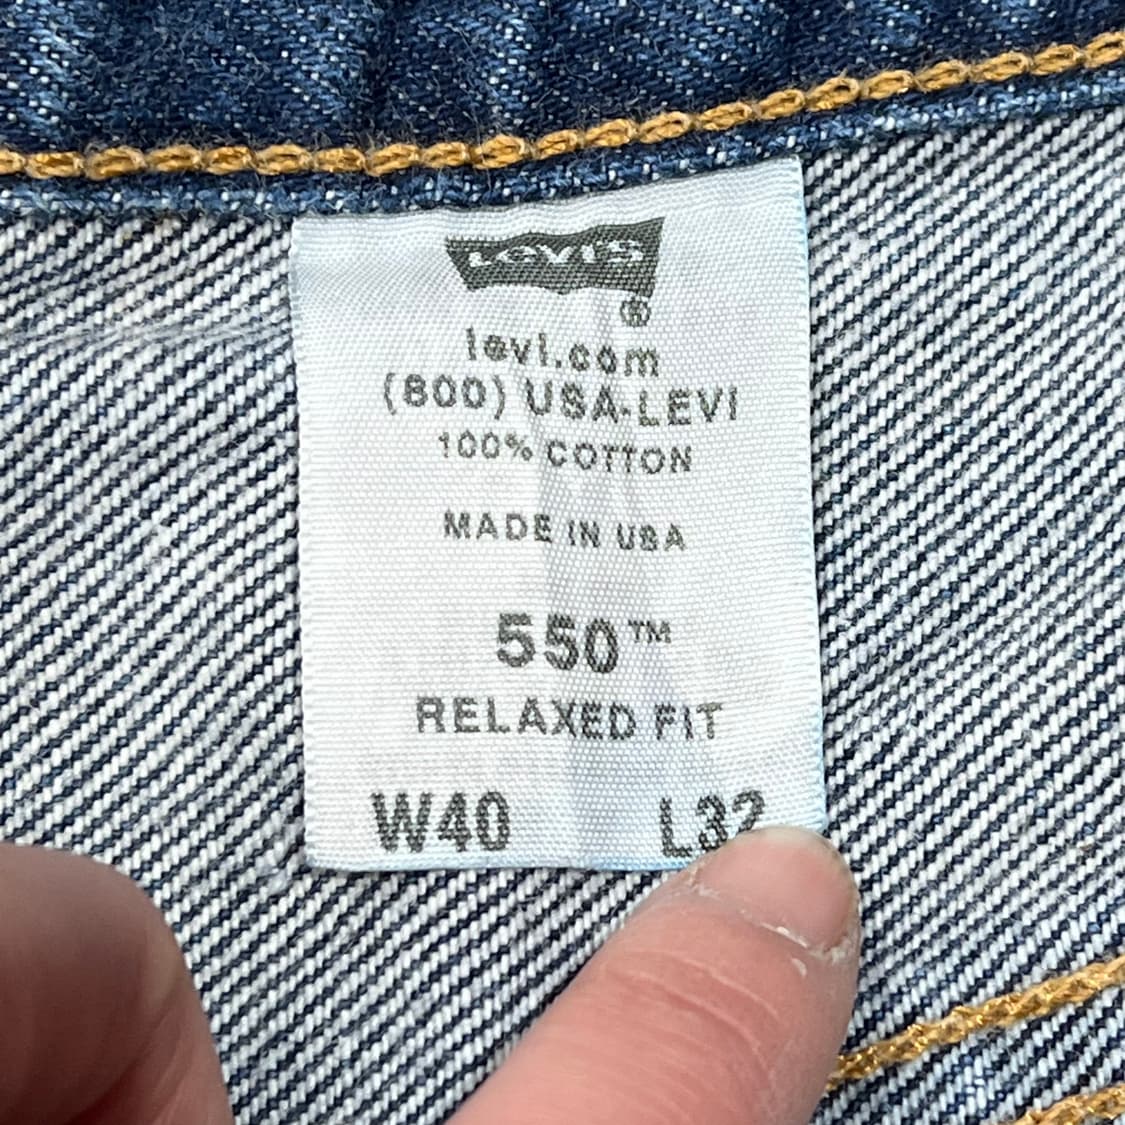 Levi's
®
levi.com
(800) USA-LEVI
100% COTTON
MADE IN USA
550™
RELAXED FIT
W40 L32